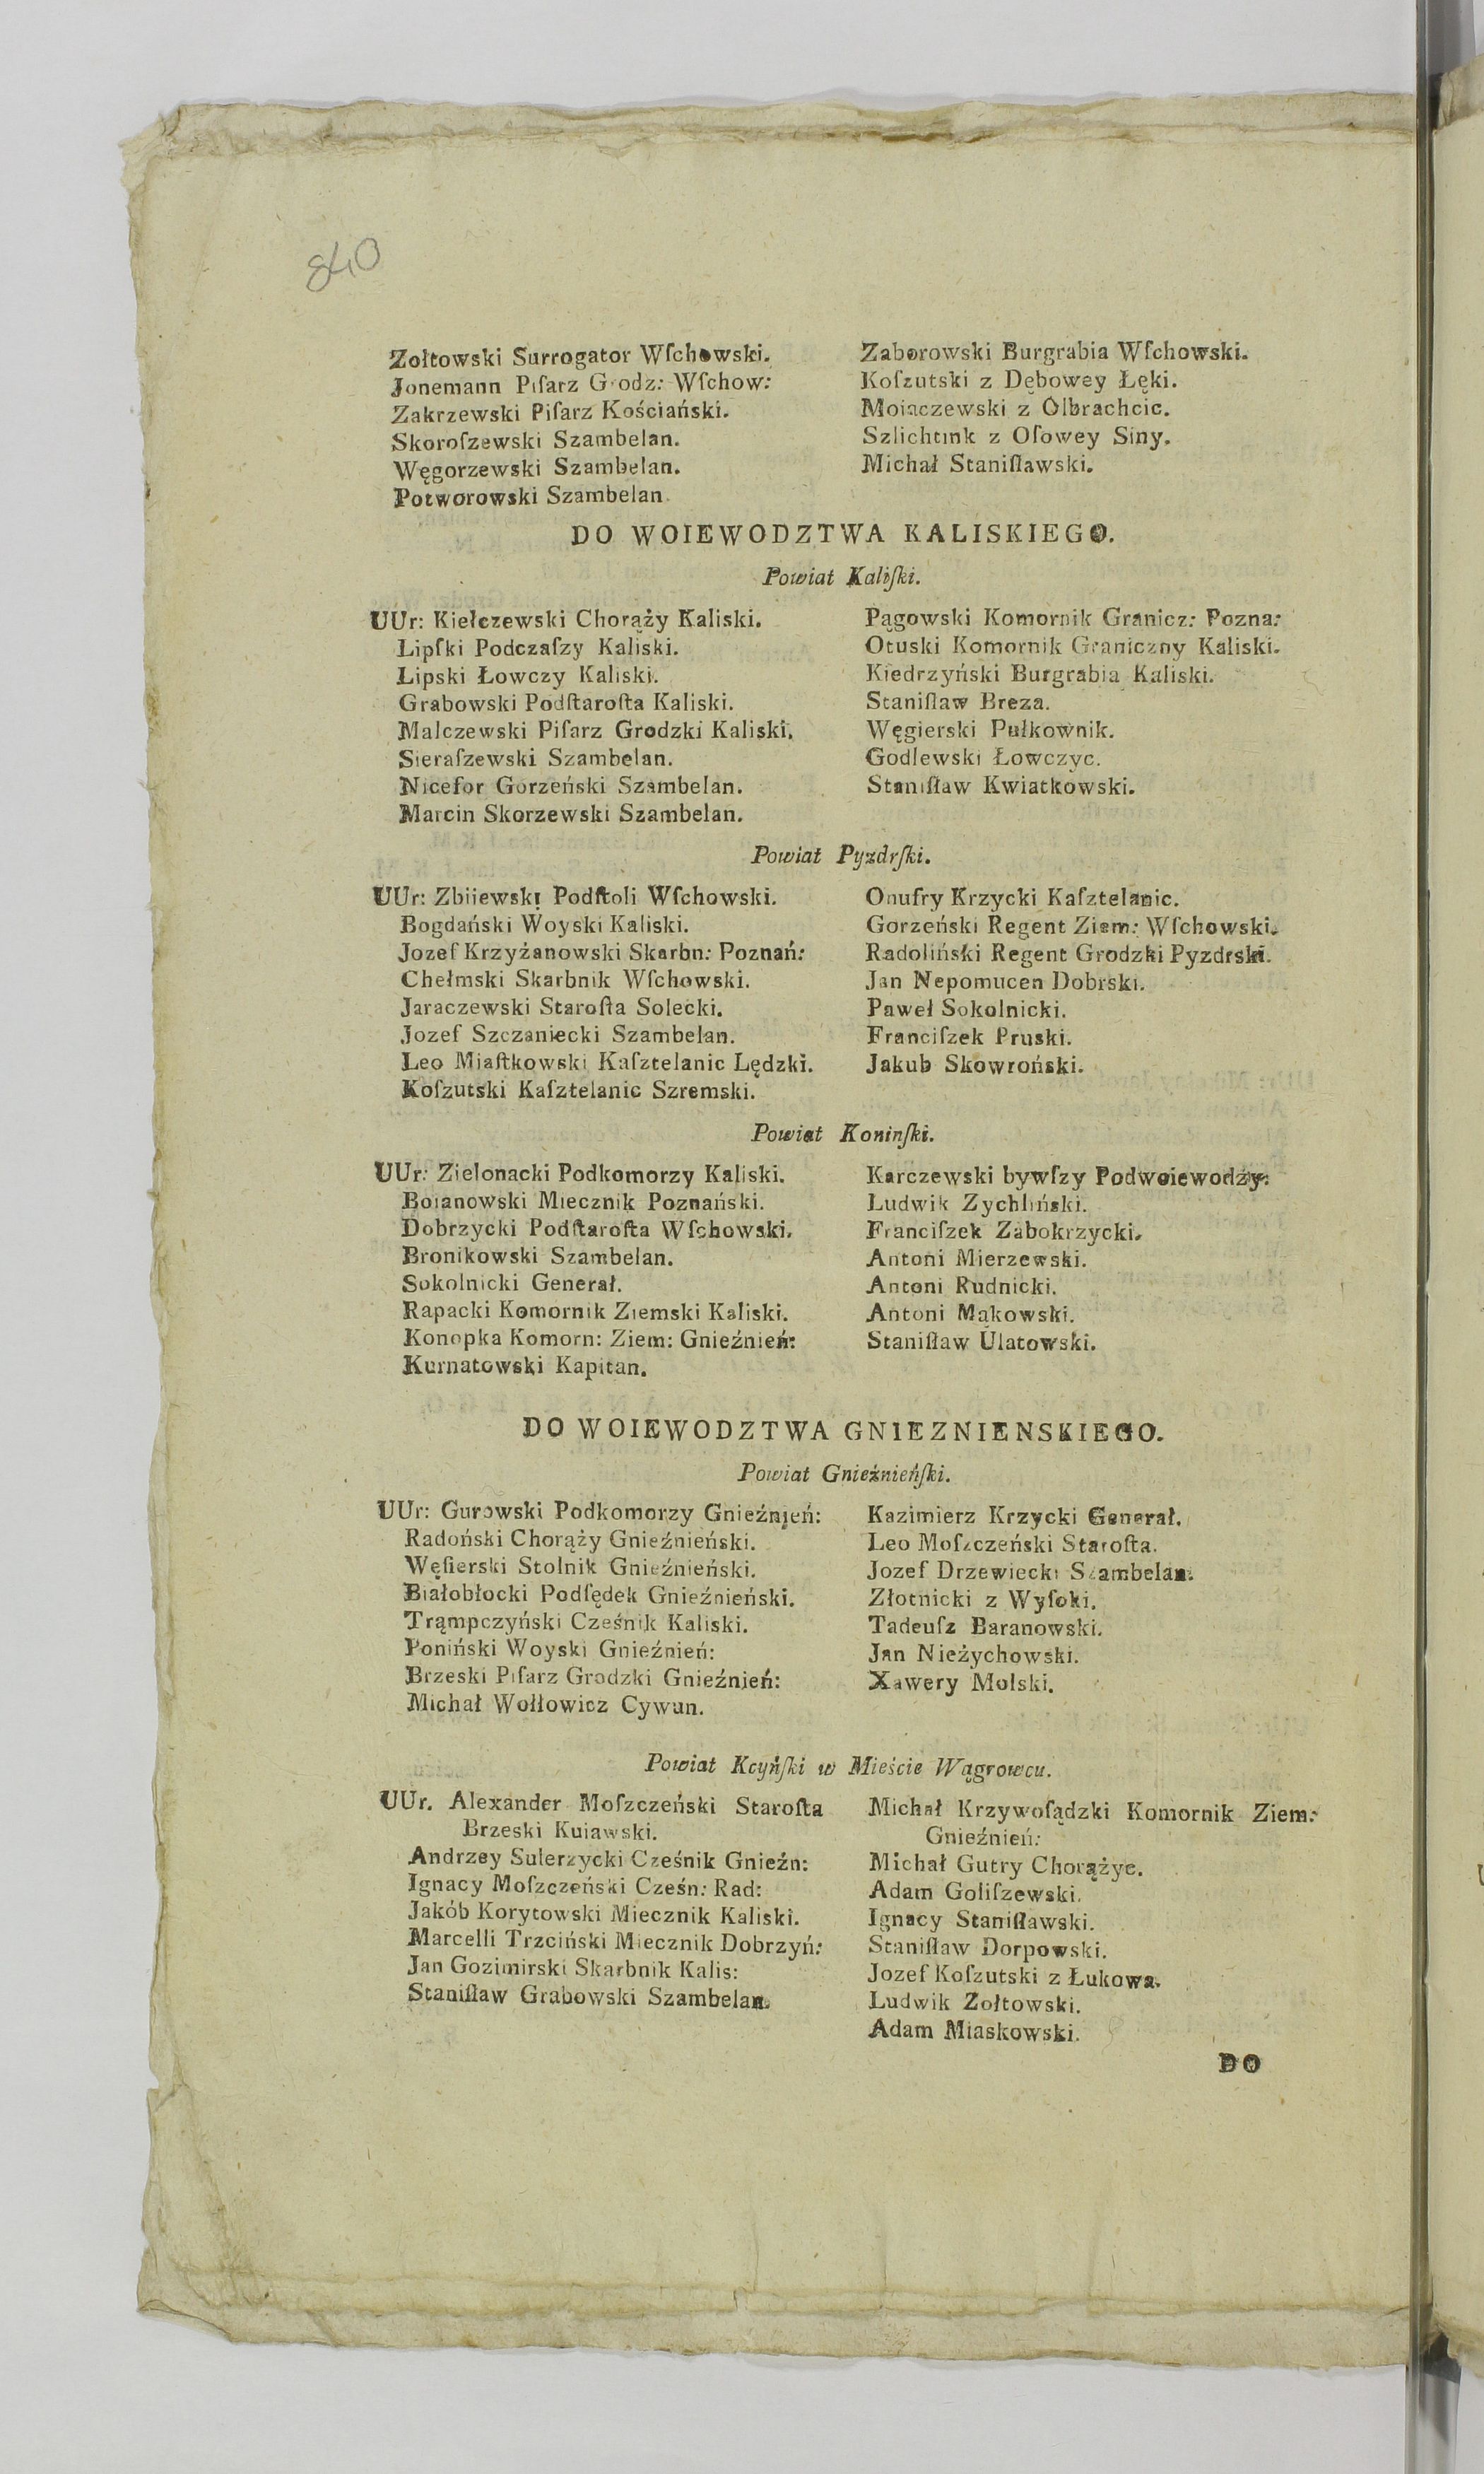 840
Zołtowski Surrogator Wſchowski.
Jonemann Piſarz Grodz: Wſchow:
Zakrzewski Piſarz Kościański.
Skoroſzewski Szambelan.
Węgorzewski Szambelan.
Potworowski Szambelan.
Zaborowski Burgrabia Wſchowski.
Koſzutski z Dębowey Łęki.
Moiaczewski z Olbrachcic.
Szlichtink z Oſowey Siny.
Michał Staniſławski.
DO WOIEWODZTWA KALISKIEGO.
Powiat Kaliſki.
UUr: Kiełczewski Chorąży Kaliski.
Lipſki Podczaſzy Kaliski.
Lipski Łowczy Kaliski.
Grabowski Podſtaroſta Kaliski.
Malczewski Piſarz Grodzki Kaliski.
Sieraſzewski Szambelan.
Nicefor Gorzeński Szambelan.
Marcin Skorzewski Szambelan.
Pągowski Komornik Granicz: Pozna:
Otuski Komornik Graniczny Kaliski.
Kiedrzyński Burgrabia Kaliski.
Staniſław Breza.
Węgierski Pułkownik.
Godlewski Łowczyc.
Staniſław Kwiatkowski.
Powiat Pyzdrſki.
UUr: Zbiiewski Podſtoli Wſchowski.
Bogdański Woyski Kaliski.
Jozef Krzyżanowski Skarbn: Poznań:
Chełmski Skarbnik Wſchowski.
Jaraczewski Staroſta Solecki.
Jozef Szczaniecki Szambelan.
Leo Miaſtkowski Kaſztelanic Lędzki.
Koſzutski Kaſztelanic Szremski.
Onufry Krzycki Kaſztelanic.
Gorzeński Regent Ziem: Wſchowski.
Radoliński Regent Grodzki Pyzdrski.
Jan Nepomucen Dobrski.
Paweł Sokolnicki.
Franciſzek Pruski.
Jakub Skowroński.
Powiat Koninſki.
UUr: Zielonacki Podkomorzy Kaliski.
Boianowski Miecznik Poznański.
Dobrzycki Podſtaroſta Wſchowski.
Bronikowski Szambelan.
Sokolnicki Generał.
Rapacki Komornik Ziemski Kaliski.
Konopka Komorn: Ziem: Gnieźnień:
Kurnatowski Kapitan.
Karczewski bywſzy Podwoiewodży:
Ludwik Zychliński.
Franciſzek Zabokrzycki.
Antoni Mierzewski.
Antoni Rudnicki.
Antoni Mąkowski.
Staniſław Ulatowski.
DO WOIEWODZTWA GNIEZNIENSKIEGO.
Powiat Gnieźnieńſki.
UUr: Gurowski Podkomorzy Gnieźnień:
Radoński Chorąży Gnieźnieński.
Węſierski Stolnik Gnieźnieński.
Białobłocki Podſędek Gnieźnieński.
Trąmpczyński Cześnik Kaliski.
Poniński Woyski Gnieźnień:
Brzeski Piſarz Grodzki Gnieźnień:
Michał Wołłowicz Cywun.
Kazimierz Krzycki Generał.
Leo Moſzczeński Staroſta.
Jozef Drzewiecki Szambelan.
Złotnicki z Wyſoki.
Tadeuſz Baranowski.
Jan Nieżychowski.
Xawery Molski.
Powiat Kcyńſki w Mieście Wągrowcu.
UUr. Alexander Moſzczeński Staroſta
Brzeski Kuiawski.
Andrzey Sulerzycki Cześnik Gnieźn:
Ignacy Moſzczeński Cześn: Rad:
Jakób Korytowski Miecznik Kaliski.
Marcelli Trzciński Miecznik Dobrzyń:
Jan Gozimirski Skarbnik Kalis:
Staniſław Grabowski Szambelan.
Michał Krzywoſądzki Komornik Ziem:
Gnieźnień:
Michał Gutry Chorążyc.
Adam Goliſzewski.
Ignacy Staniſławski.
Staniſław Dorpowski.
Jozef Koſzutski z Łukowa.
Ludwik Zołtowski.
Adam Miaskowski.
DO